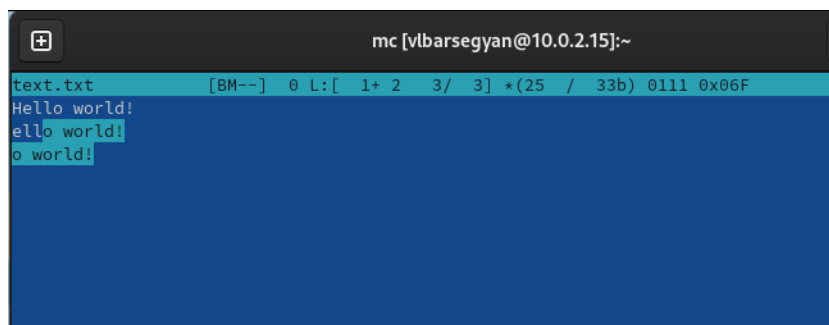 mc [vlbarsegyan@10.0.2.15]:~
text.txt [BM--] 0 L:[ 1+ 2 3/ 3] *(25 / 33b) 0111 0x06F
Hello world!
ello world!
o world!